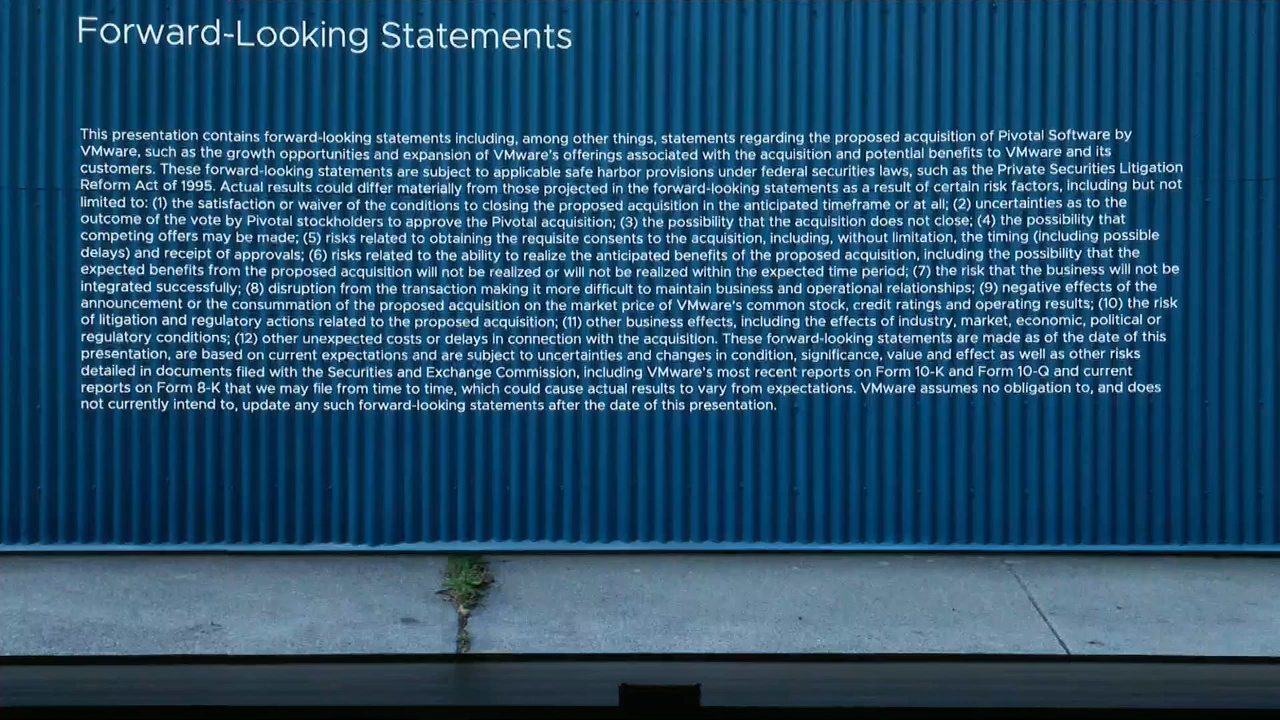 Forward-Looking Statements
This presentation contains forward-looking statements including, among other things, statements regarding the proposed acquisition of Pivotal Software by
VMware, such as the growth opportunities and expansion of VMware's offerings associated with the acquisition and potential benefits to VMware and its
customers. These forward-looking statements are subject to applicable safe harbor provisions under federal securities laws, such as the Private Securities Litigation
Reform Act of 1995. Actual results could differ materially from those projected in the forward-looking statements as a result of certain risk factors, including but not
limited to: (1) the satisfaction or waiver of the conditions to closing the proposed acquisition in the anticipated timeframe or at all; (2) uncertainties as to the
outcome of the vote by Pivotal stockholders to approve the Pivotal acquisition; (3) the possibility that the acquisition does not close; (4) the possibility that
competing offers may be made; (5) risks related to obtaining the requisite consents to the acquisition, including, without limitation, the timing (including possible
delays) and receipt of approvals; (6) risks related to the ability to realize the anticipated benefits of the proposed acquisition, including the possibility that the
expected benefits from the proposed acquisition will not be realized or will not be realized within the expected time period; (7) the risk that the business will not be
integrated successfully; (8) disruption from the transaction making it more difficult to maintain business and operational relationships; (9) negative effects of the
announcement or the consummation of the proposed acquisition on the market price of VMware's common stock, credit ratings and operating results; (10) the risk
of litigation and regulatory actions related to the proposed acquisition; (11) other business effects, including the effects of industry, market, economic, political or
regulatory conditions; (12) other unexpected costs or delays in connection with the acquisition. These forward-looking statements are made as of the date of this
presentation, are based on current expectations and are subject to uncertainties and changes in condition, significance, value and effect as well as other risks
detailed in documents filed with the Securities and Exchange Commission, including VMware's most recent reports on Form 10-K and Form 10-Q and current
reports on Form 8-K that we may file from time to time, which could cause actual results to vary from expectations. VMware assumes no obligation to, and does
not currently intend to, update any such forward-looking statements after the date of this presentation.